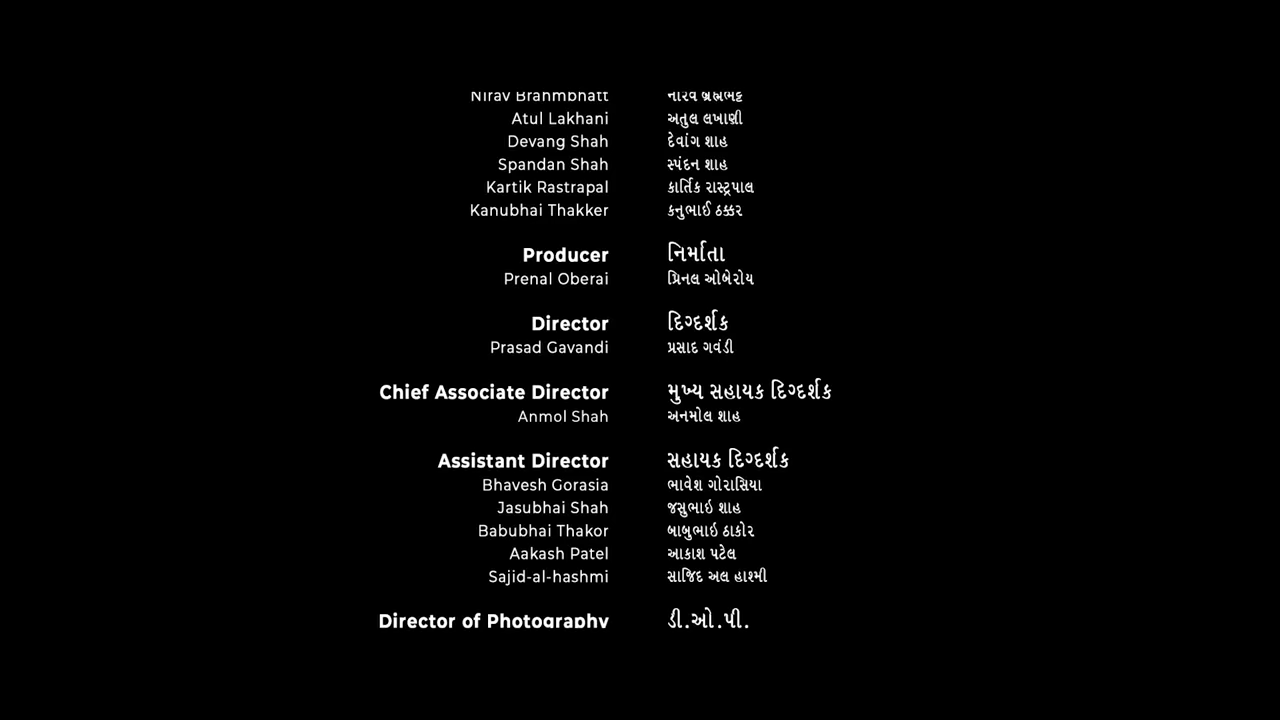 Nirav Brahmbhatt નીરવ બ્રહ્મભટ્ટ
Atul Lakhani અતુલ લખાણી
Devang Shah દેવાંગ શાહ
Spandan Shah સ્પંદન શાહ
Kartik Rastrapal કાર્તિક રાસ્ટ્રપાલ
Kanubhai Thakker કનુભાઈ ઠક્કર
Producer નિર્માતા
Prenal Oberai પ્રિનલ ઓબેરોય
Director દિગ્દર્શક
Prasad Gavandi પ્રસાદ ગવંડી
Chief Associate Director મુખ્ય સહાયક દિગ્દર્શક
Anmol Shah અનમોલ શાહ
Assistant Director સહાયક દિગ્દર્શક
Bhavesh Gorasia ભાવેશ ગોરાસિયા
Jasubhai Shah જસુભાઇ શાહ
Babubhai Thakor બાબુભાઇ ઠાકોર
Aakash Patel આકાશ પટેલ
Sajid-al-hashmi સાજિદ અલ હાશ્મી
Director of Photography ડી.ઓ.પી.